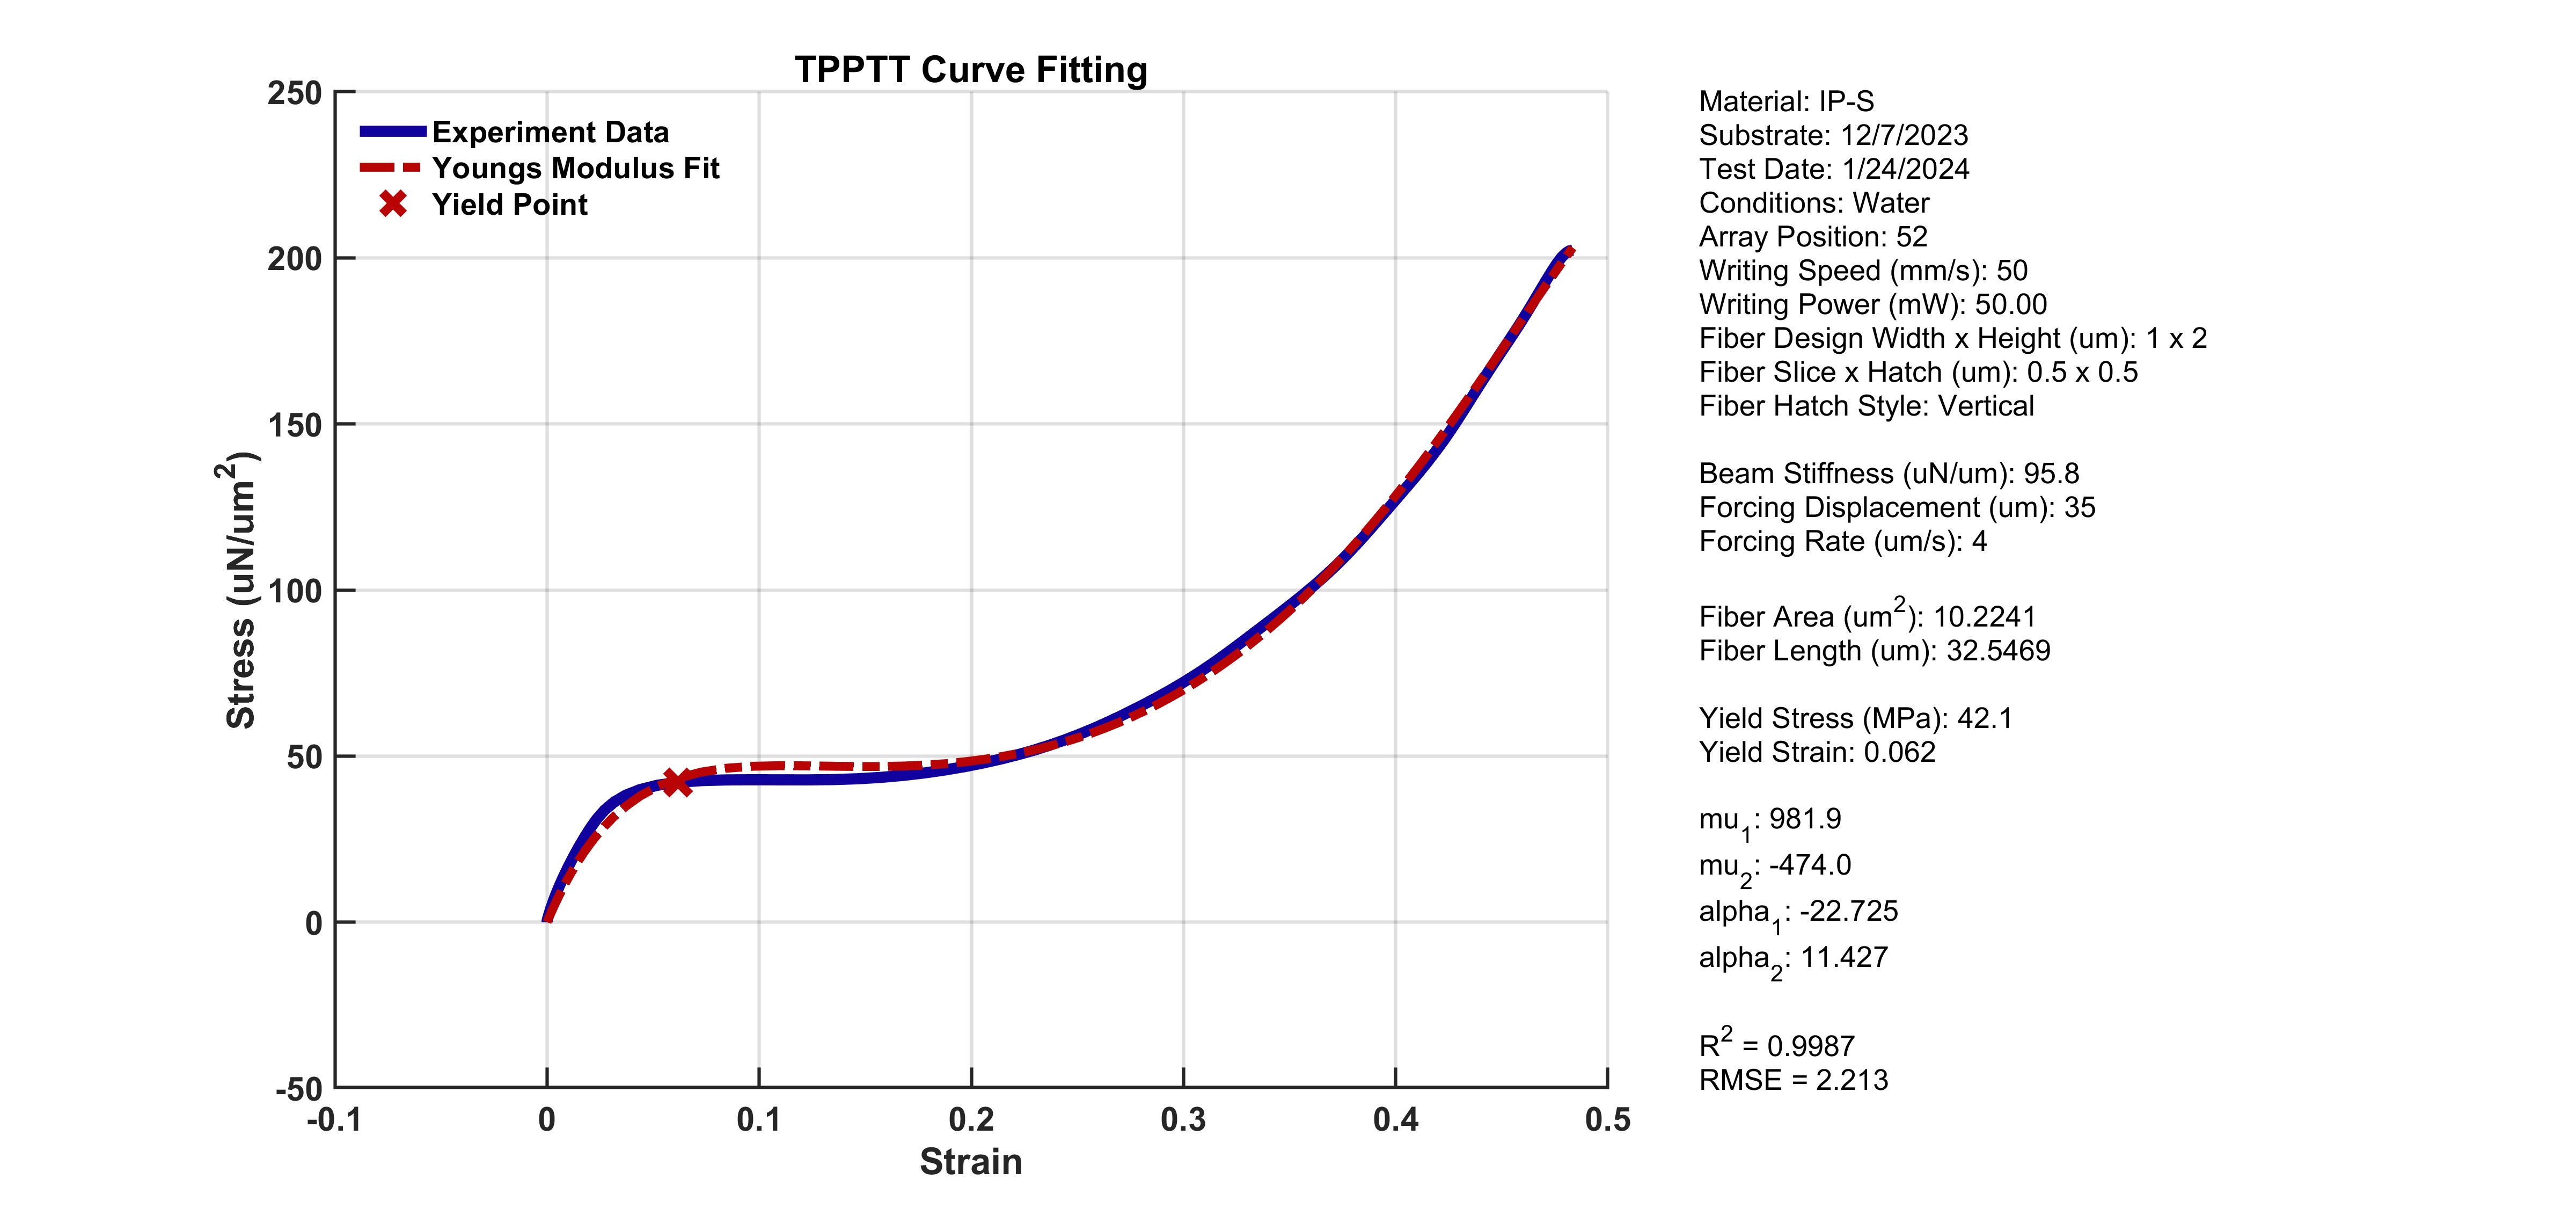 TPPTT Curve Fitting
250
200
150
100
50
0
-50
Stress (uN/um²)
Experiment Data
Youngs Modulus Fit
Yield Point
-0.1
0
0.1
0.2
0.3
0.4
0.5
Strain
Material: IP-S
Substrate: 12/7/2023
Test Date: 1/24/2024
Conditions: Water
Array Position: 52
Writing Speed (mm/s): 50
Writing Power (mW): 50.00
Fiber Design Width x Height (um): 1 x 2
Fiber Slice x Hatch (um): 0.5 x 0.5
Fiber Hatch Style: Vertical
Beam Stiffness (uN/um): 95.8
Forcing Displacement (um): 35
Forcing Rate (um/s): 4
Fiber Area (um²): 10.2241
Fiber Length (um): 32.5469
Yield Stress (MPa): 42.1
Yield Strain: 0.062
mu₁: 981.9
mu₂: -474.0
alpha₁: -22.725
alpha₂: 11.427
R² = 0.9987
RMSE = 2.213